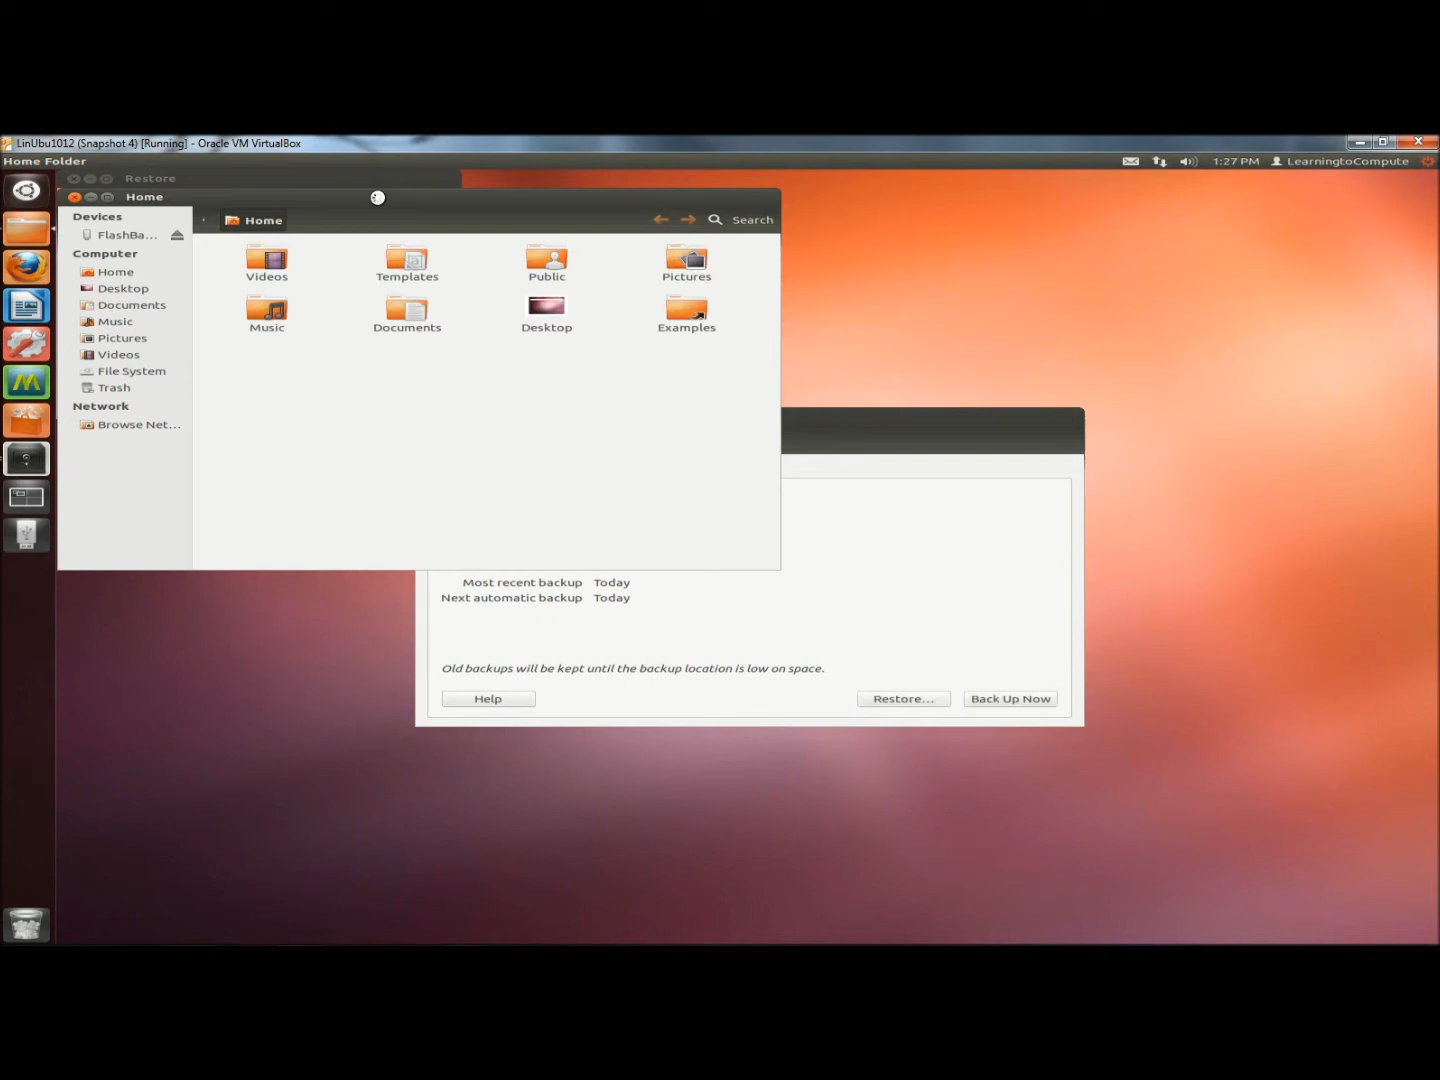 LinUbu1012 (Snapshot 4) [Running] - Oracle VM VirtualBox
Home Folder
1:27 PM
LearningtoCompute
Restore
Home
Devices
FlashBa...
Computer
Home
Desktop
Documents
Music
Pictures
Videos
File System
Trash
Network
Browse Net...
Home
Search
Videos
Templates
Public
Pictures
Music
Documents
Desktop
Examples
Most recent backup Today
Next automatic backup Today
Old backups will be kept until the backup location is low on space.
Help
Restore...
Back Up Now